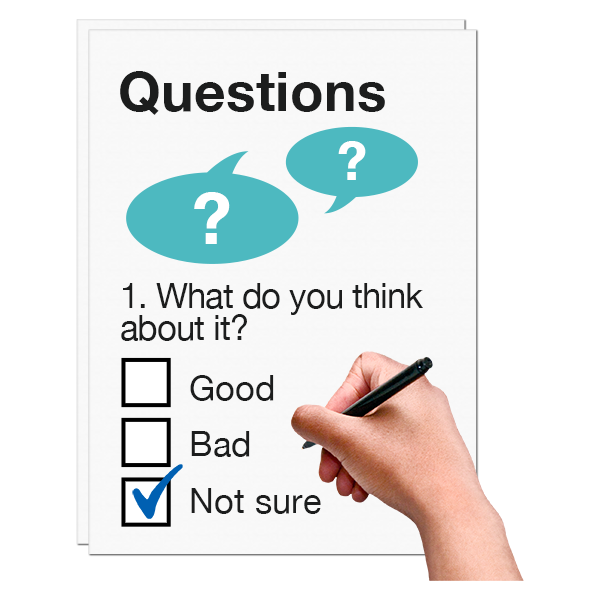 Questions
?
?
1. What do you think
about it?
Good
Bad
Not sure